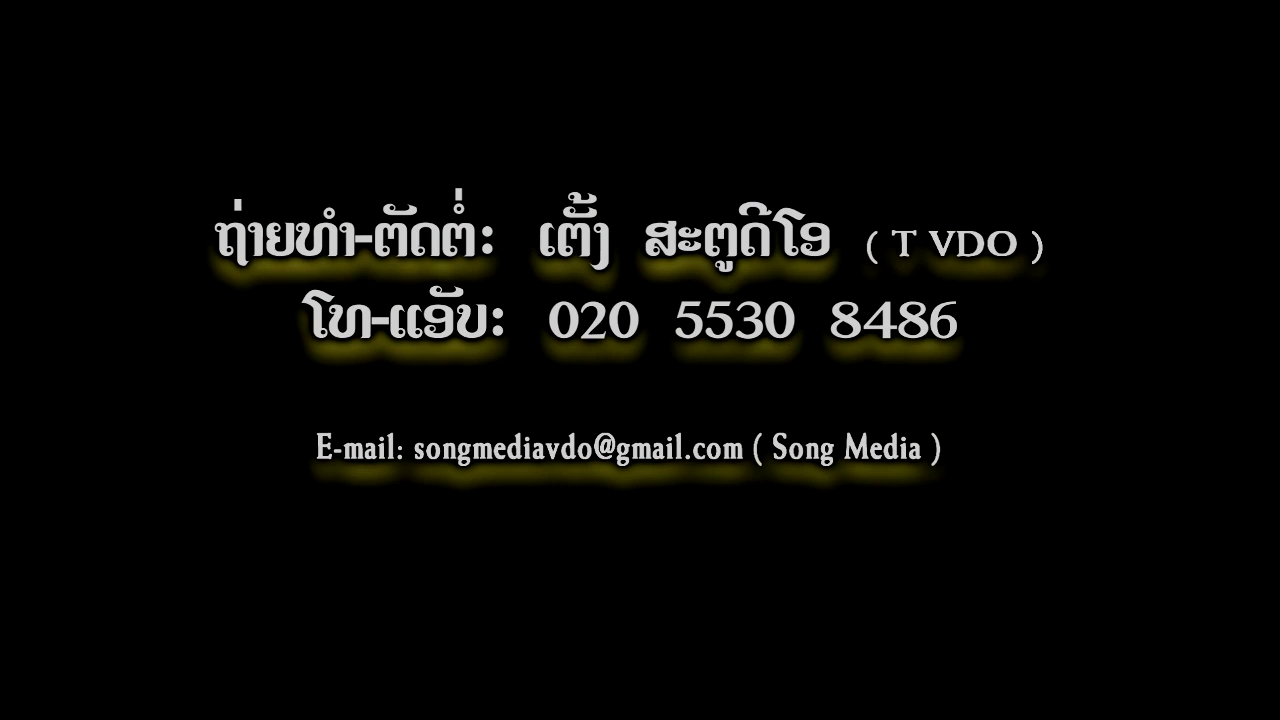 ຖ່າຍທຳ-ຕັດຕໍ່: ເຕັ້ງ ສະຕູດີໂອ ( T VDO )
ໂທ-ແອັບ: 020 5530 8486
E-mail: songmediavdo@gmail.com ( Song Media )